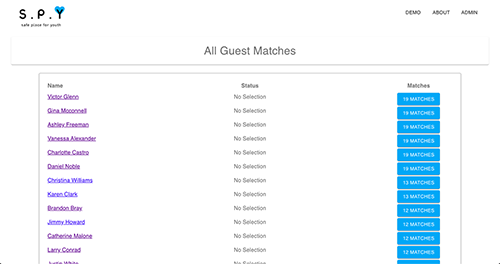 S . P . Y
safe place for youth
DEMO ABOUT ADMIN
All Guest Matches
Name Status Matches
Victor Glenn No Selection 19 MATCHES
Gina Mcconnell No Selection 19 MATCHES
Ashley Freeman No Selection 19 MATCHES
Vanessa Alexander No Selection 19 MATCHES
Charlotte Castro No Selection 19 MATCHES
Daniel Noble No Selection 19 MATCHES
Christina Williams No Selection 13 MATCHES
Karen Clark No Selection 13 MATCHES
Brandon Bray No Selection 12 MATCHES
Jimmy Howard No Selection 12 MATCHES
Catherine Malone No Selection 12 MATCHES
Larry Conrad No Selection 12 MATCHES
Justin White No Selection 12 MATCHES